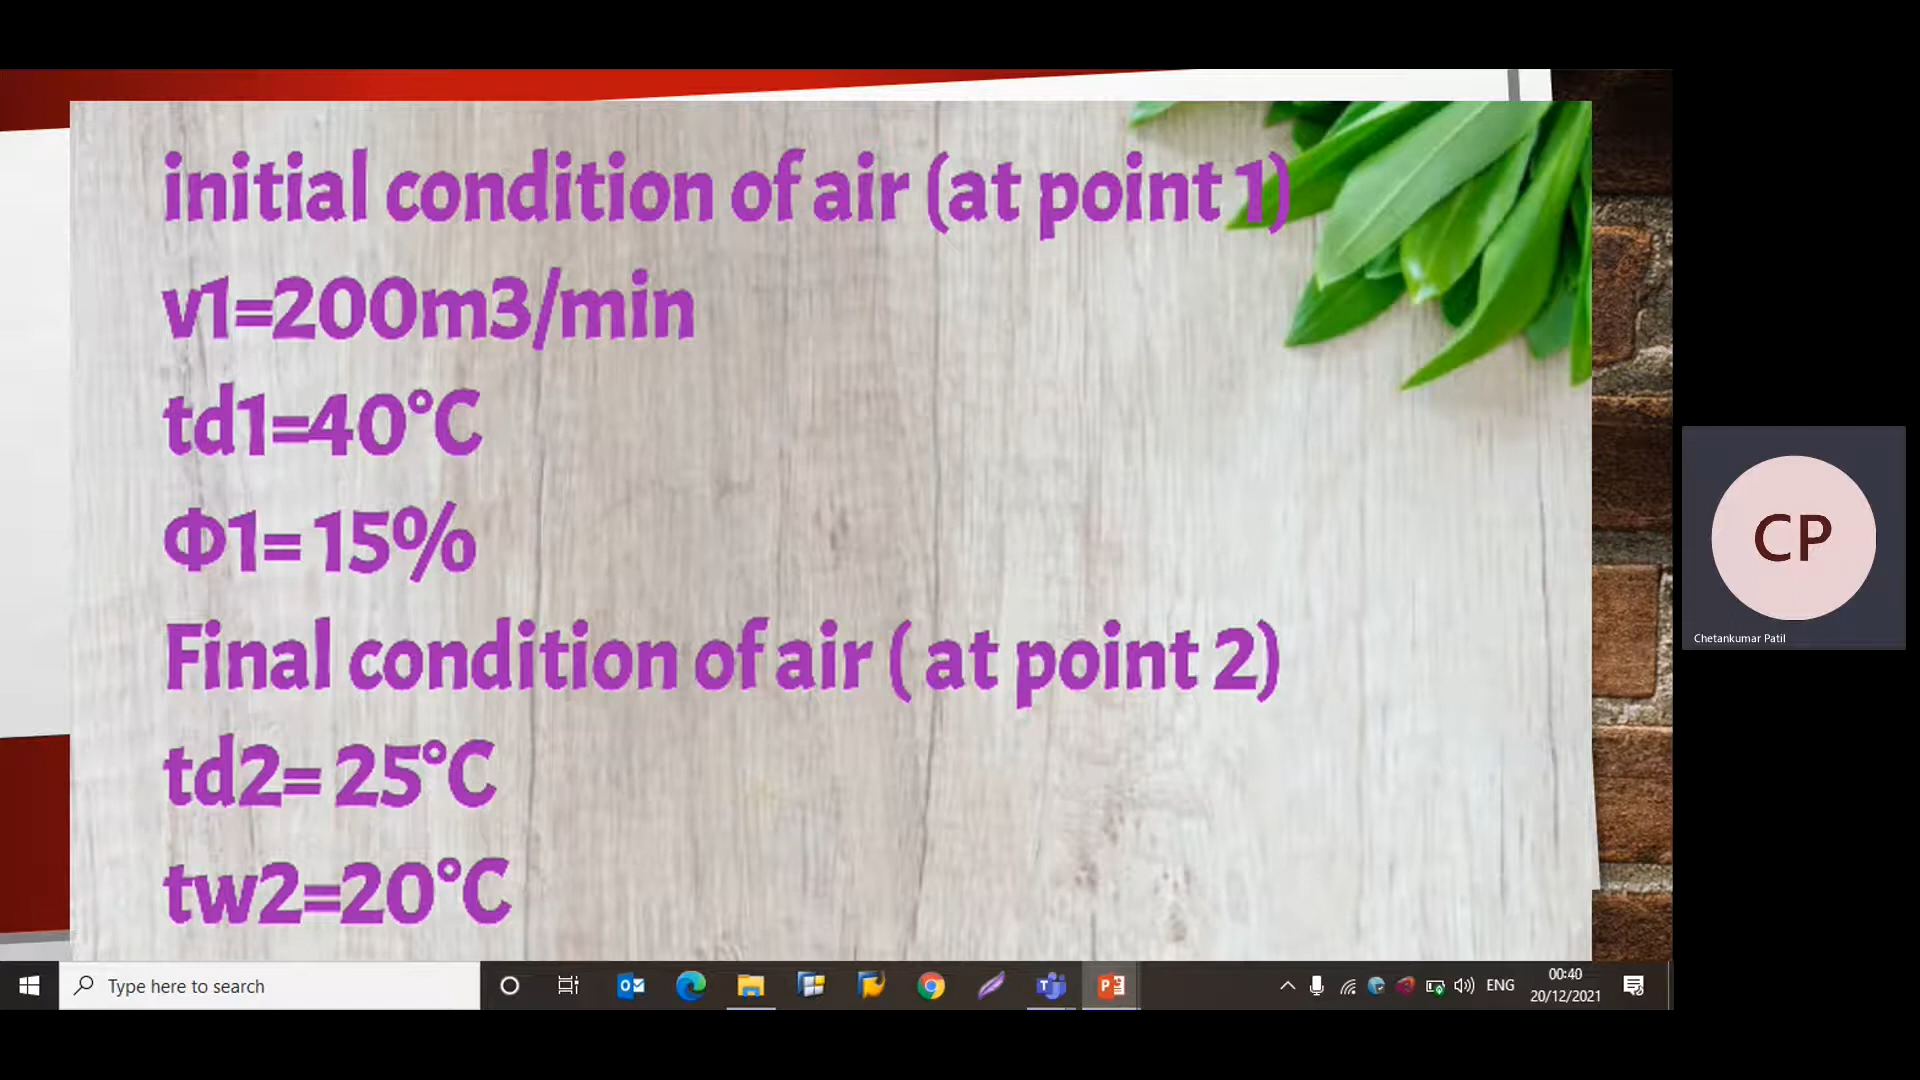 initial condition of air (at point 1)
v1=200m3/min
td1=40°C
Φ1= 15%
Final condition of air ( at point 2)
td2= 25°C
tw2=20°C
CP
Chetankumar Patil
Type here to search
ENG
00:40
20/12/2021